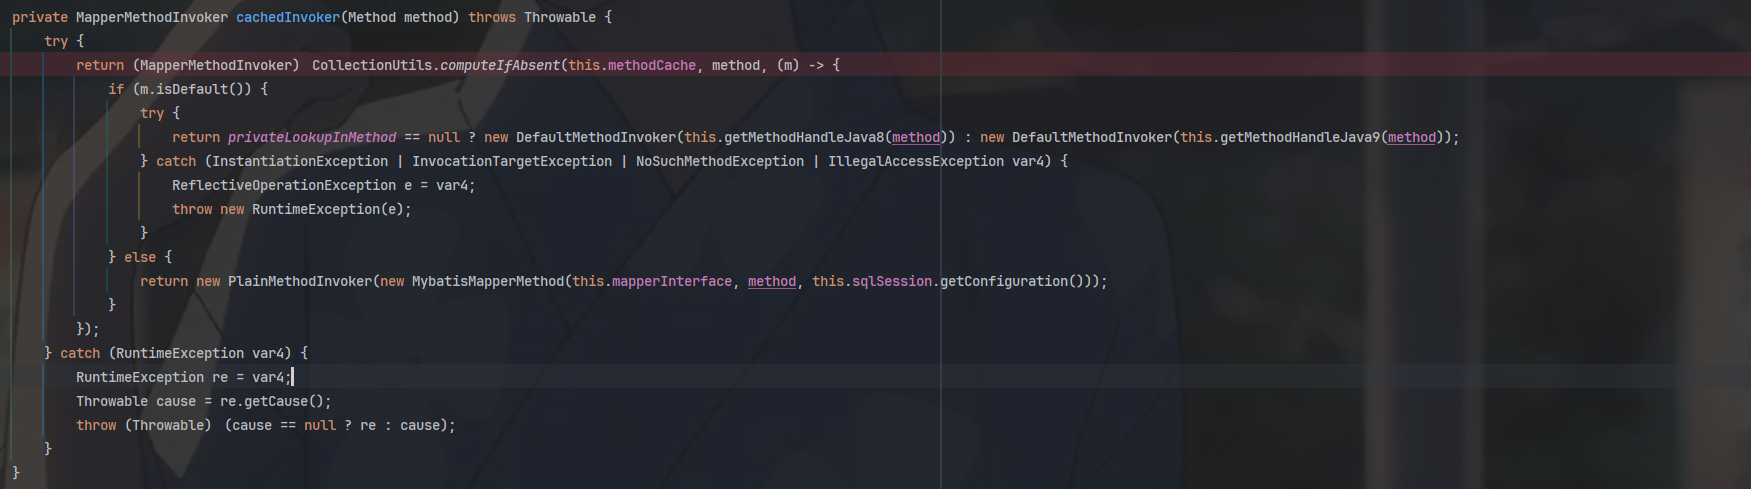 private MapperMethodInvoker cachedInvoker(Method method) throws Throwable {
    try {
        return (MapperMethodInvoker) CollectionUtils.computeIfAbsent(this.methodCache, method, (m) -> {
            if (m.isDefault()) {
                try {
                    return privateLookupInMethod == null ? new DefaultMethodInvoker(this.getMethodHandleJava8(method)) : new DefaultMethodInvoker(this.getMethodHandleJava9(method));
                } catch (InstantiationException | InvocationTargetException | NoSuchMethodException | IllegalAccessException var4) {
                    ReflectiveOperationException e = var4;
                    throw new RuntimeException(e);
                }
            } else {
                return new PlainMethodInvoker(new MybatisMapperMethod(this.mapperInterface, method, this.sqlSession.getConfiguration()));
            }
        });
    } catch (RuntimeException var4) {
        RuntimeException re = var4;
        Throwable cause = re.getCause();
        throw (Throwable) (cause == null ? re : cause);
    }
}